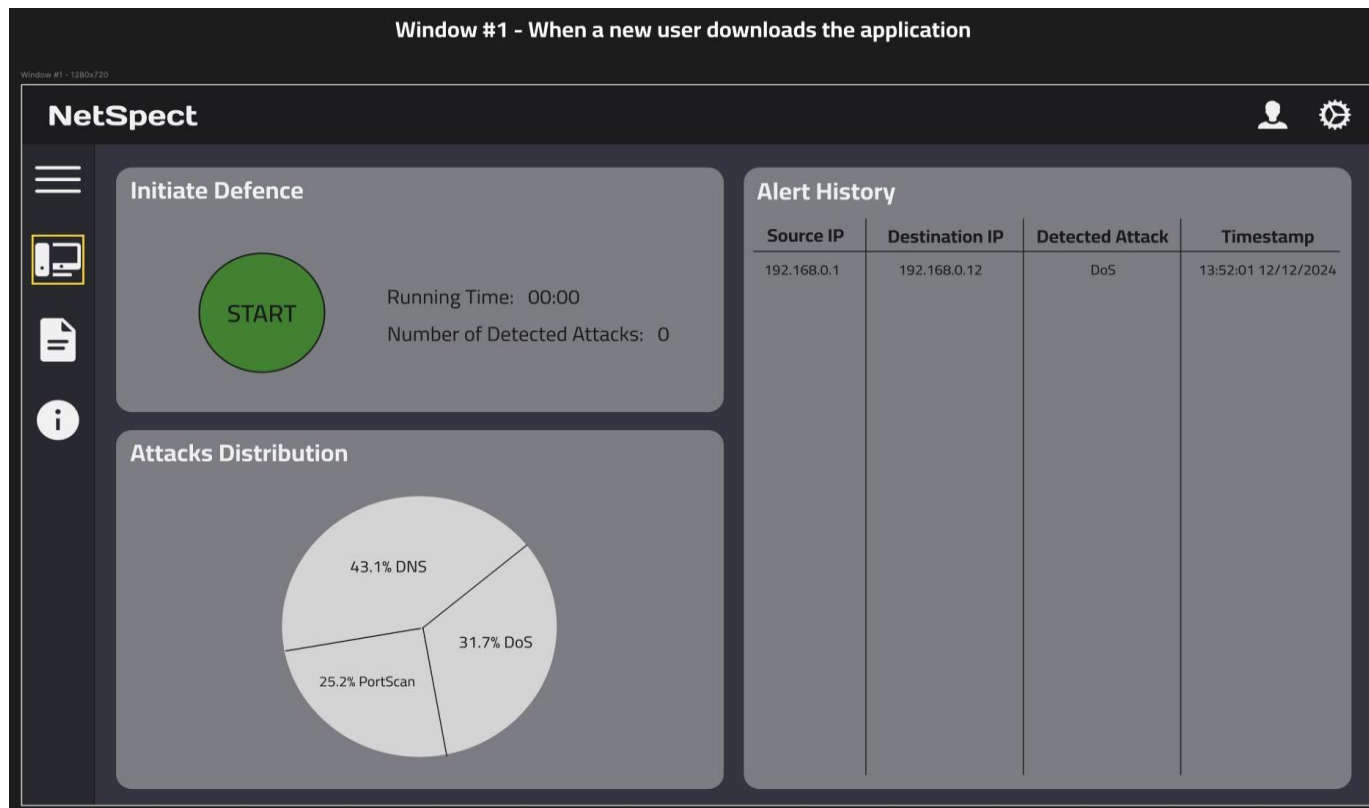 Window #1 - When a new user downloads the application
Window #1 - 1280x720
NetSpect
Initiate Defence
START
Running Time: 00:00
Number of Detected Attacks: 0
Attacks Distribution
43.1% DNS
31.7% DoS
25.2% PortScan
Alert History
Source IP Destination IP Detected Attack Timestamp
192.168.0.1 192.168.0.12 DoS 13:52:01 12/12/2024